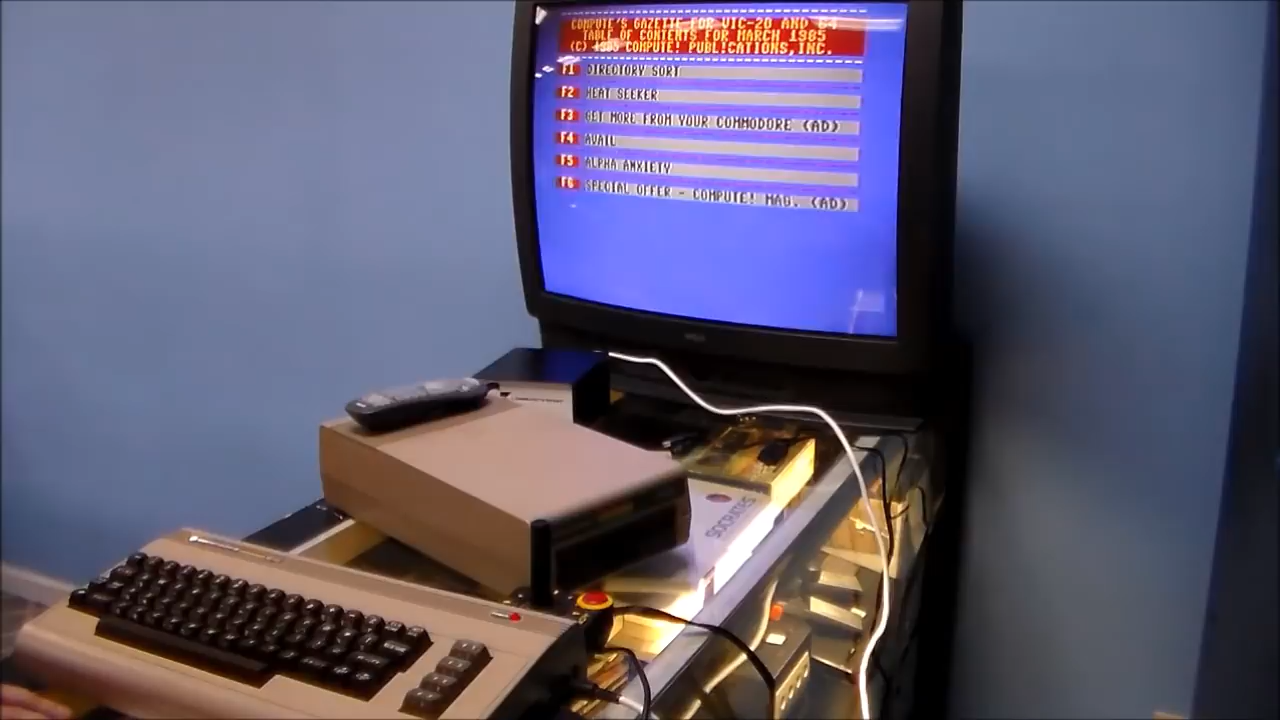 COMPUTE'S GAZETTE FOR VIC-20 AND 64
TABLE OF CONTENTS FOR MARCH 1985
(C) 1985 COMPUTE! PUBLICATIONS,INC.
F1 DIRECTORY SORT
F2 HEAT SEEKER
F3 GET MORE FROM YOUR COMMODORE (AD)
F4 AVAIL
F5 ALPHA ANXIETY
F6 SPECIAL OFFER - COMPUTE! MAG. (AD)
SOCRATES